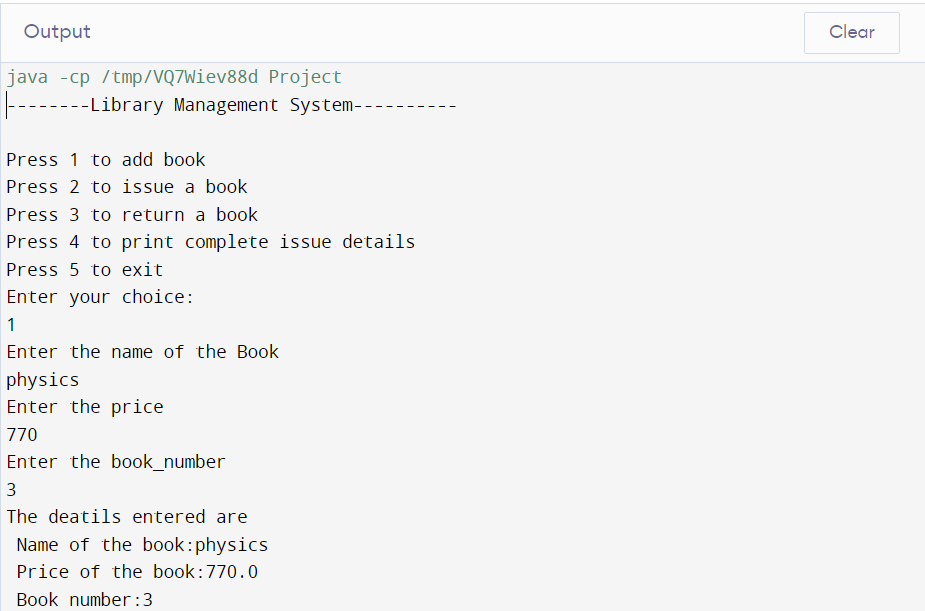 Output
Clear
java -cp /tmp/VQ7Wiev88d Project
--------Library Management System----------
Press 1 to add book
Press 2 to issue a book
Press 3 to return a book
Press 4 to print complete issue details
Press 5 to exit
Enter your choice:
1
Enter the name of the Book
physics
Enter the price
770
Enter the book_number
3
The deatils entered are
Name of the book:physics
Price of the book:770.0
Book number:3